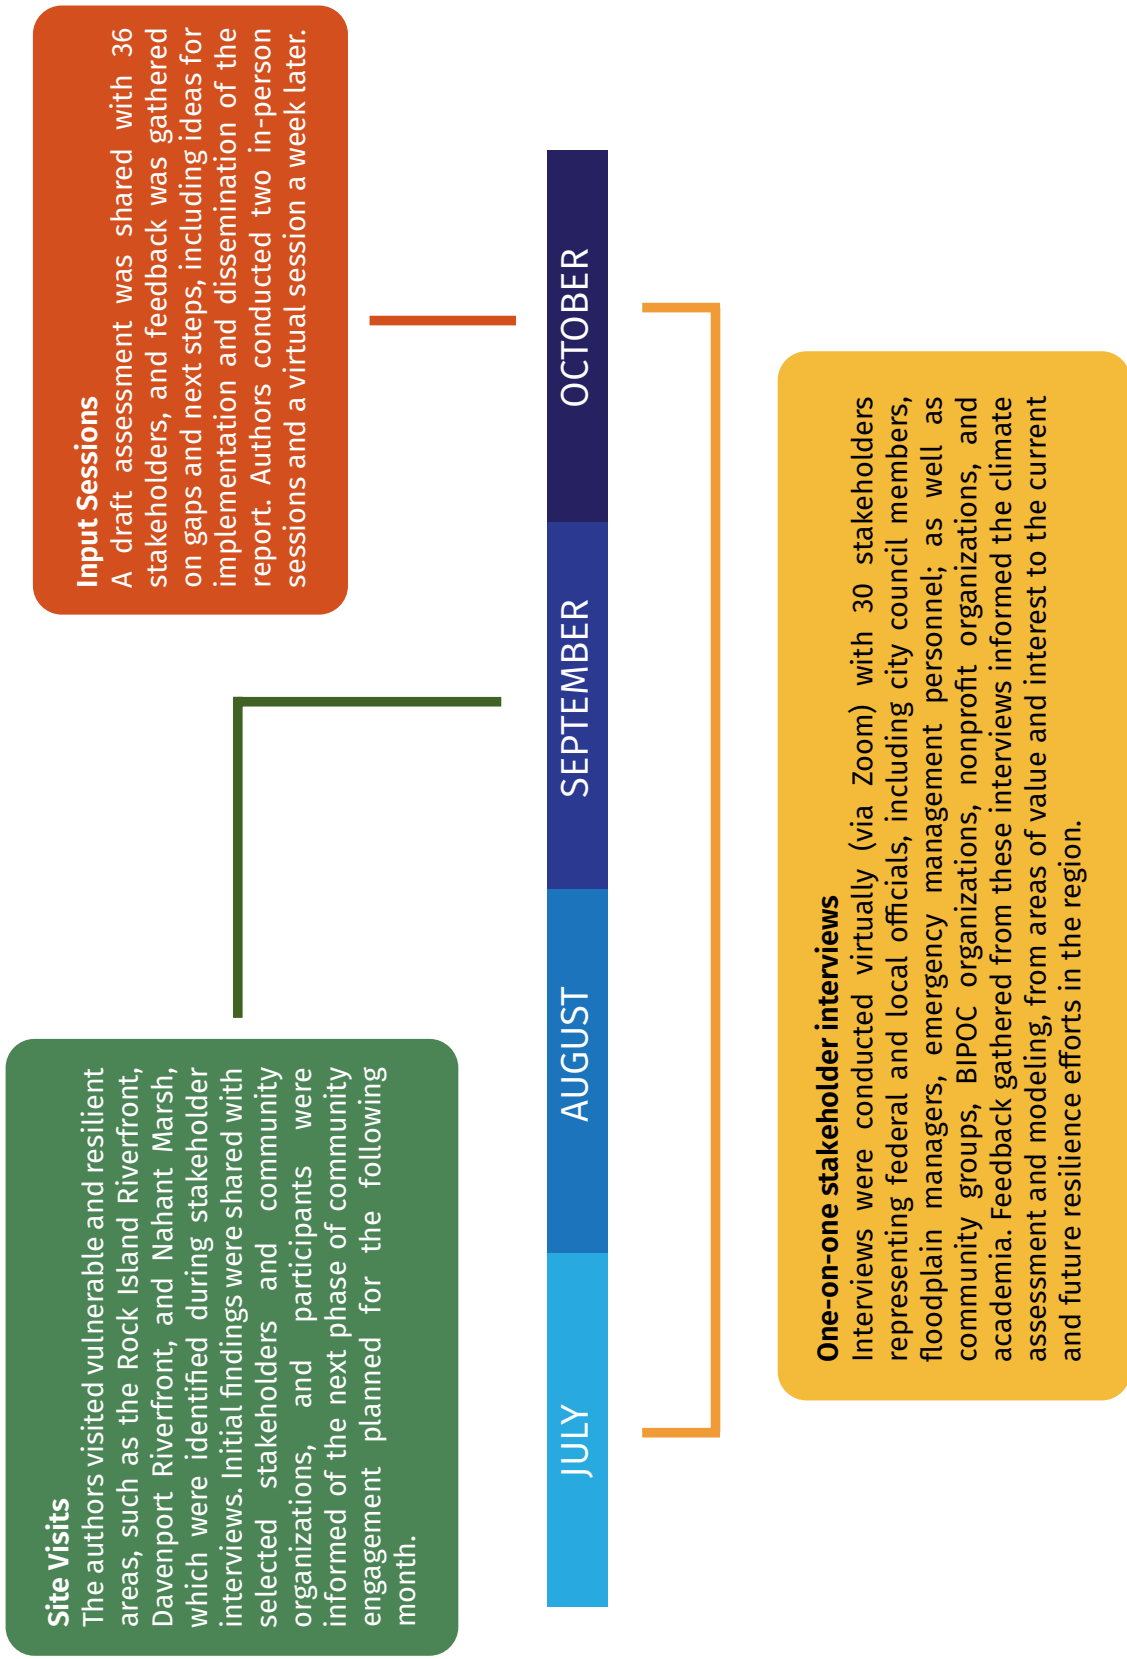 Site Visits
The authors visited vulnerable and resilient
areas, such as the Rock Island Riverfront,
Davenport Riverfront, and Nahant Marsh,
which were identified during stakeholder
interviews. Initial findings were shared with
selected stakeholders and community
organizations, and participants were
informed of the next phase of community
engagement planned for the following
month.
Input Sessions
A draft assessment was shared with 36
stakeholders, and feedback was gathered
on gaps and next steps, including ideas for
implementation and dissemination of the
report. Authors conducted two in-person
sessions and a virtual session a week later.
JULY
AUGUST
SEPTEMBER
OCTOBER
One-on-one stakeholder interviews
Interviews were conducted virtually (via Zoom) with 30 stakeholders
representing federal and local officials, including city council members,
floodplain managers, emergency management personnel; as well as
community groups, BIPOC organizations, nonprofit organizations, and
academia. Feedback gathered from these interviews informed the climate
assessment and modeling, from areas of value and interest to the current
and future resilience efforts in the region.